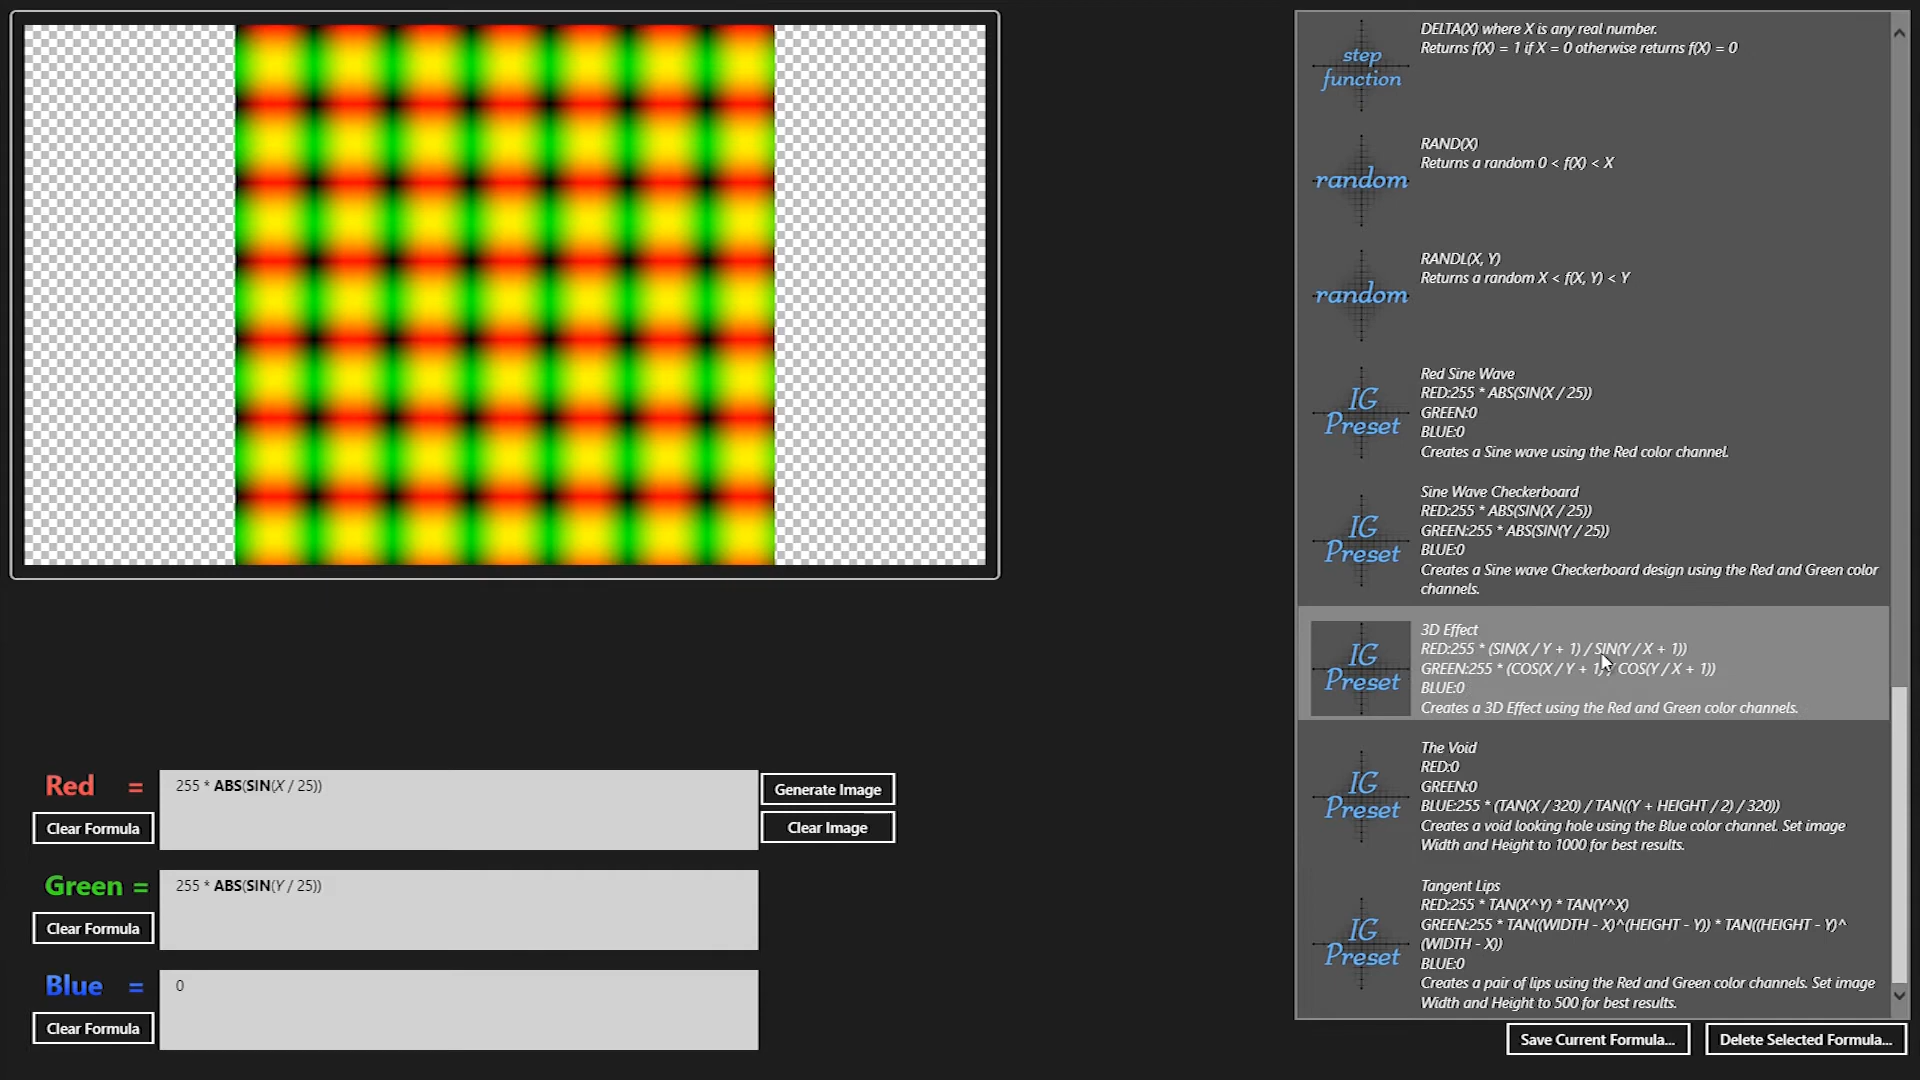 step
function
DELTA(X) where X is any real number.
Returns f(X) = 1 if X = 0 otherwise returns f(X) = 0
random
RAND(X)
Returns a random 0 < f(X) < X
random
RANDL(X, Y)
Returns a random X < f(X, Y) < Y
IG
Preset
Red Sine Wave
RED:255 * ABS(SIN(X / 25))
GREEN:0
BLUE:0
Creates a Sine wave using the Red color channel.
IG
Preset
Sine Wave Checkerboard
RED:255 * ABS(SIN(X / 25))
GREEN:255 * ABS(SIN(Y / 25))
BLUE:0
Creates a Sine wave Checkerboard design using the Red and Green color
channels.
IG
Preset
3D Effect
RED:255 * (SIN(X / Y + 1) / SIN(Y / X + 1))
GREEN:255 * (COS(X / Y + 1) / COS(Y / X + 1))
BLUE:0
Creates a 3D Effect using the Red and Green color channels.
IG
Preset
The Void
RED:0
GREEN:0
BLUE:255 * (TAN(X / 320) / TAN((Y + HEIGHT / 2) / 320))
Creates a void looking hole using the Blue color channel. Set image
Width and Height to 1000 for best results.
IG
Preset
Tangent Lips
RED:255 * TAN(X^Y) * TAN(Y^X)
GREEN:255 * TAN((WIDTH - X)^(HEIGHT - Y)) * TAN((HEIGHT - Y)^
(WIDTH - X))
BLUE:0
Creates a pair of lips using the Red and Green color channels. Set image
Width and Height to 500 for best results.
Red =
255 * ABS(SIN(X / 25))
Generate Image
Clear Formula
Clear Image
Green =
255 * ABS(SIN(Y / 25))
Clear Formula
Blue =
0
Clear Formula
Save Current Formula...
Delete Selected Formula...